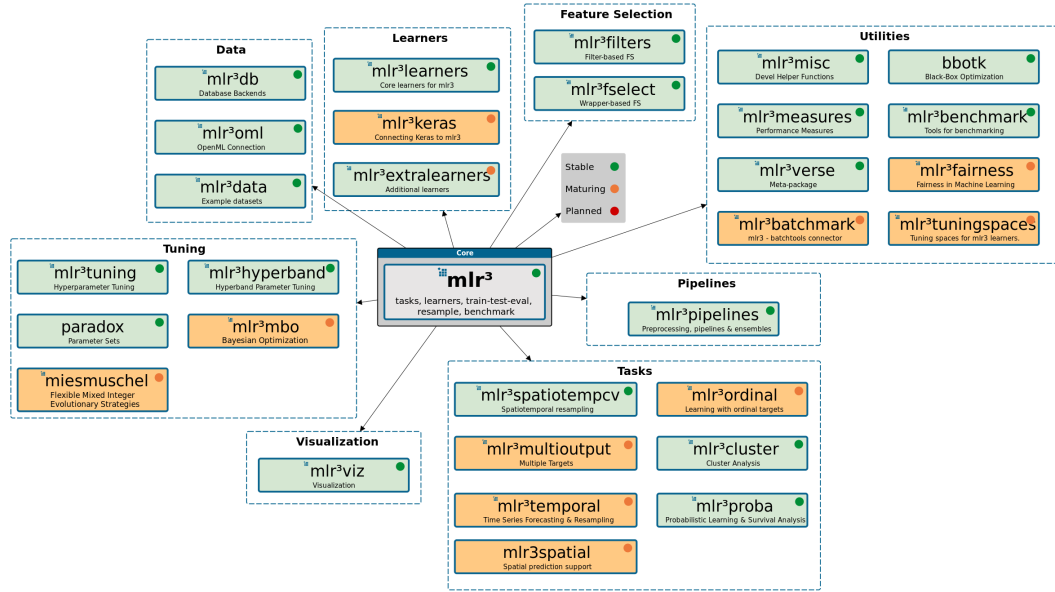 Data
mlr³db
Database Backends
mlr³oml
OpenML Connection
mlr³data
Example datasets
Learners
mlr³learners
Core learners for mlr3
mlr³keras
Connecting Keras to mlr3
mlr³extralearners
Additional learners
Feature Selection
mlr³filters
Filter-based FS
mlr³fselect
Wrapper-based FS
Utilities
mlr³misc
Devel Helper Functions
bbotk
Black-Box Optimization
mlr³measures
Performance Measures
mlr³benchmark
Tools for benchmarking
mlr³verse
Meta-package
mlr³fairness
Fairness in Machine Learning
mlr³batchmark
mlr3 - batchtools connector
mlr³tuningspaces
Tuning spaces for mlr3 learners.
Stable
Maturing
Planned
Core
mlr³
tasks, learners, train-test-eval,
resample, benchmark
Tuning
mlr³tuning
Hyperparameter Tuning
mlr³hyperband
Hyperband Parameter Tuning
paradox
Parameter Sets
mlr³mbo
Bayesian Optimization
miesmuschel
Flexible Mixed Integer
Evolutionary Strategies
Pipelines
mlr³pipelines
Preprocessing, pipelines & ensembles
Visualization
mlr³viz
Visualization
Tasks
mlr³spatiotempcv
Spatiotemporal resampling
mlr³ordinal
Learning with ordinal targets
mlr³multioutput
Multiple Targets
mlr³cluster
Cluster Analysis
mlr³temporal
Time Series Forecasting & Resampling
mlr³proba
Probabilistic Learning & Survival Analysis
mlr3spatial
Spatial prediction support